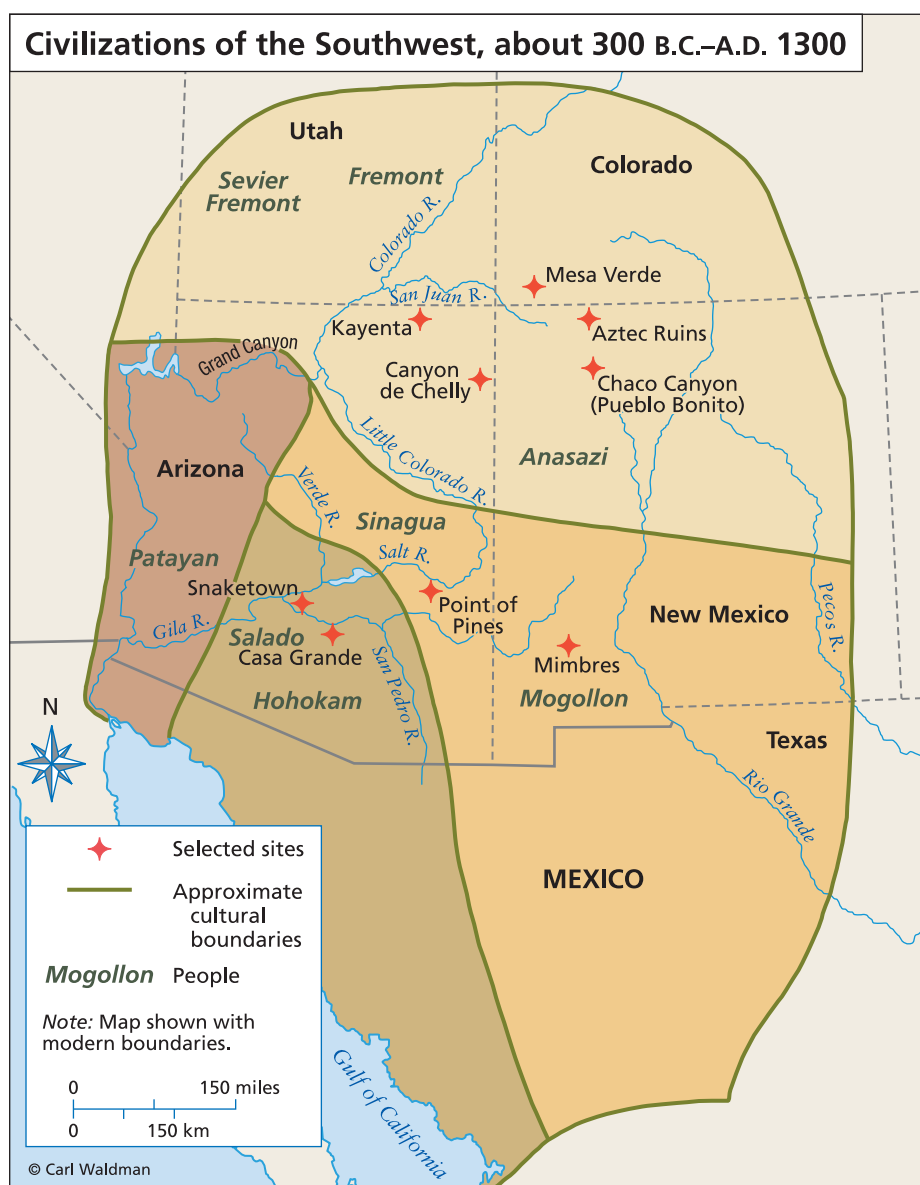 Civilizations of the Southwest, about 300 B.C.–A.D. 1300
Utah
Colorado
Sevier
Fremont
Fremont
Colorado R.
Mesa Verde
San Juan R.
Kayenta
Aztec Ruins
Grand Canyon
Canyon
de Chelly
Chaco Canyon
(Pueblo Bonito)
Little Colorado R.
Anasazi
Arizona
Verde R.
Sinagua
Patayan
Salt R.
Snaketown
Point of
Pines
New Mexico
Pecos R.
Gila R.
Salado
Casa Grande
San Pedro R.
Mimbres
Hohokam
Mogollon
N
Texas
Rio Grande
MEXICO
Selected sites
Approximate
cultural
boundaries
Mogollon People
Note: Map shown with
modern boundaries.
0 150 miles
0 150 km
Gulf of California
© Carl Waldman